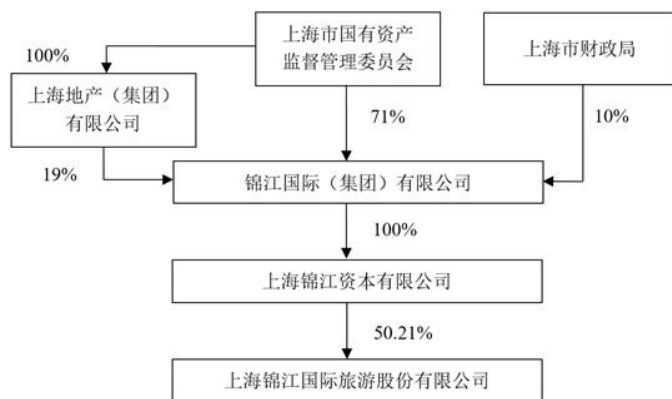 上海市国有资产
监督管理委员会
上海市财政局
100%
上海地产（集团）
有限公司
71%
10%
19%
锦江国际（集团）有限公司
100%
上海锦江资本有限公司
50.21%
上海锦江国际旅游股份有限公司